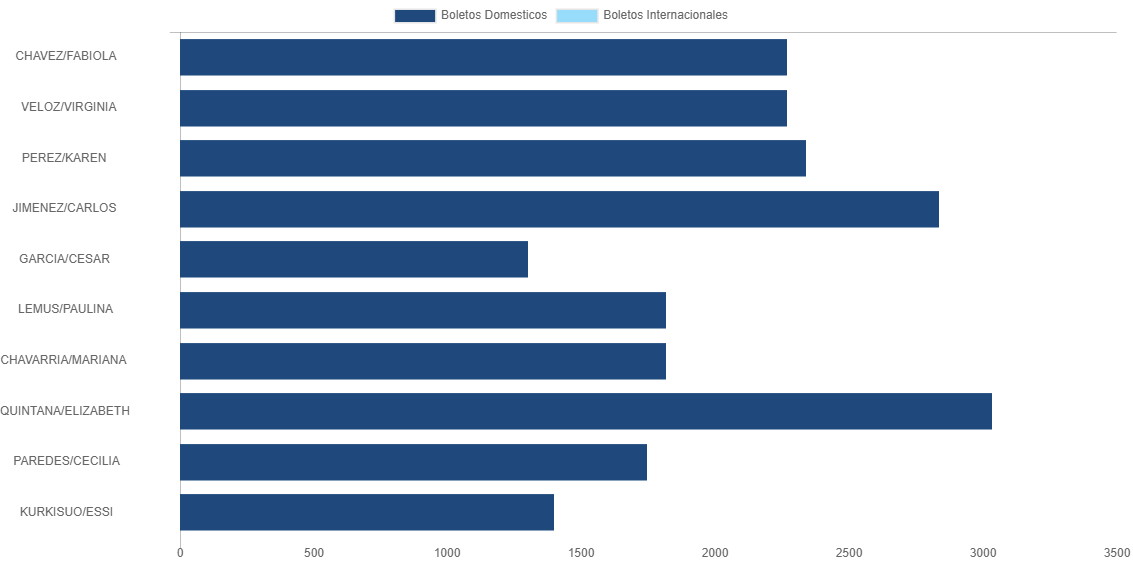 Boletos Domesticos Boletos Internacionales
CHAVEZ/FABIOLA
VELOZ/VIRGINIA
PEREZ/KAREN
JIMENEZ/CARLOS
GARCIA/CESAR
LEMUS/PAULINA
CHAVARRIA/MARIANA
QUINTANA/ELIZABETH
PAREDES/CECILIA
KURKISUO/ESSI
0 500 1000 1500 2000 2500 3000 3500